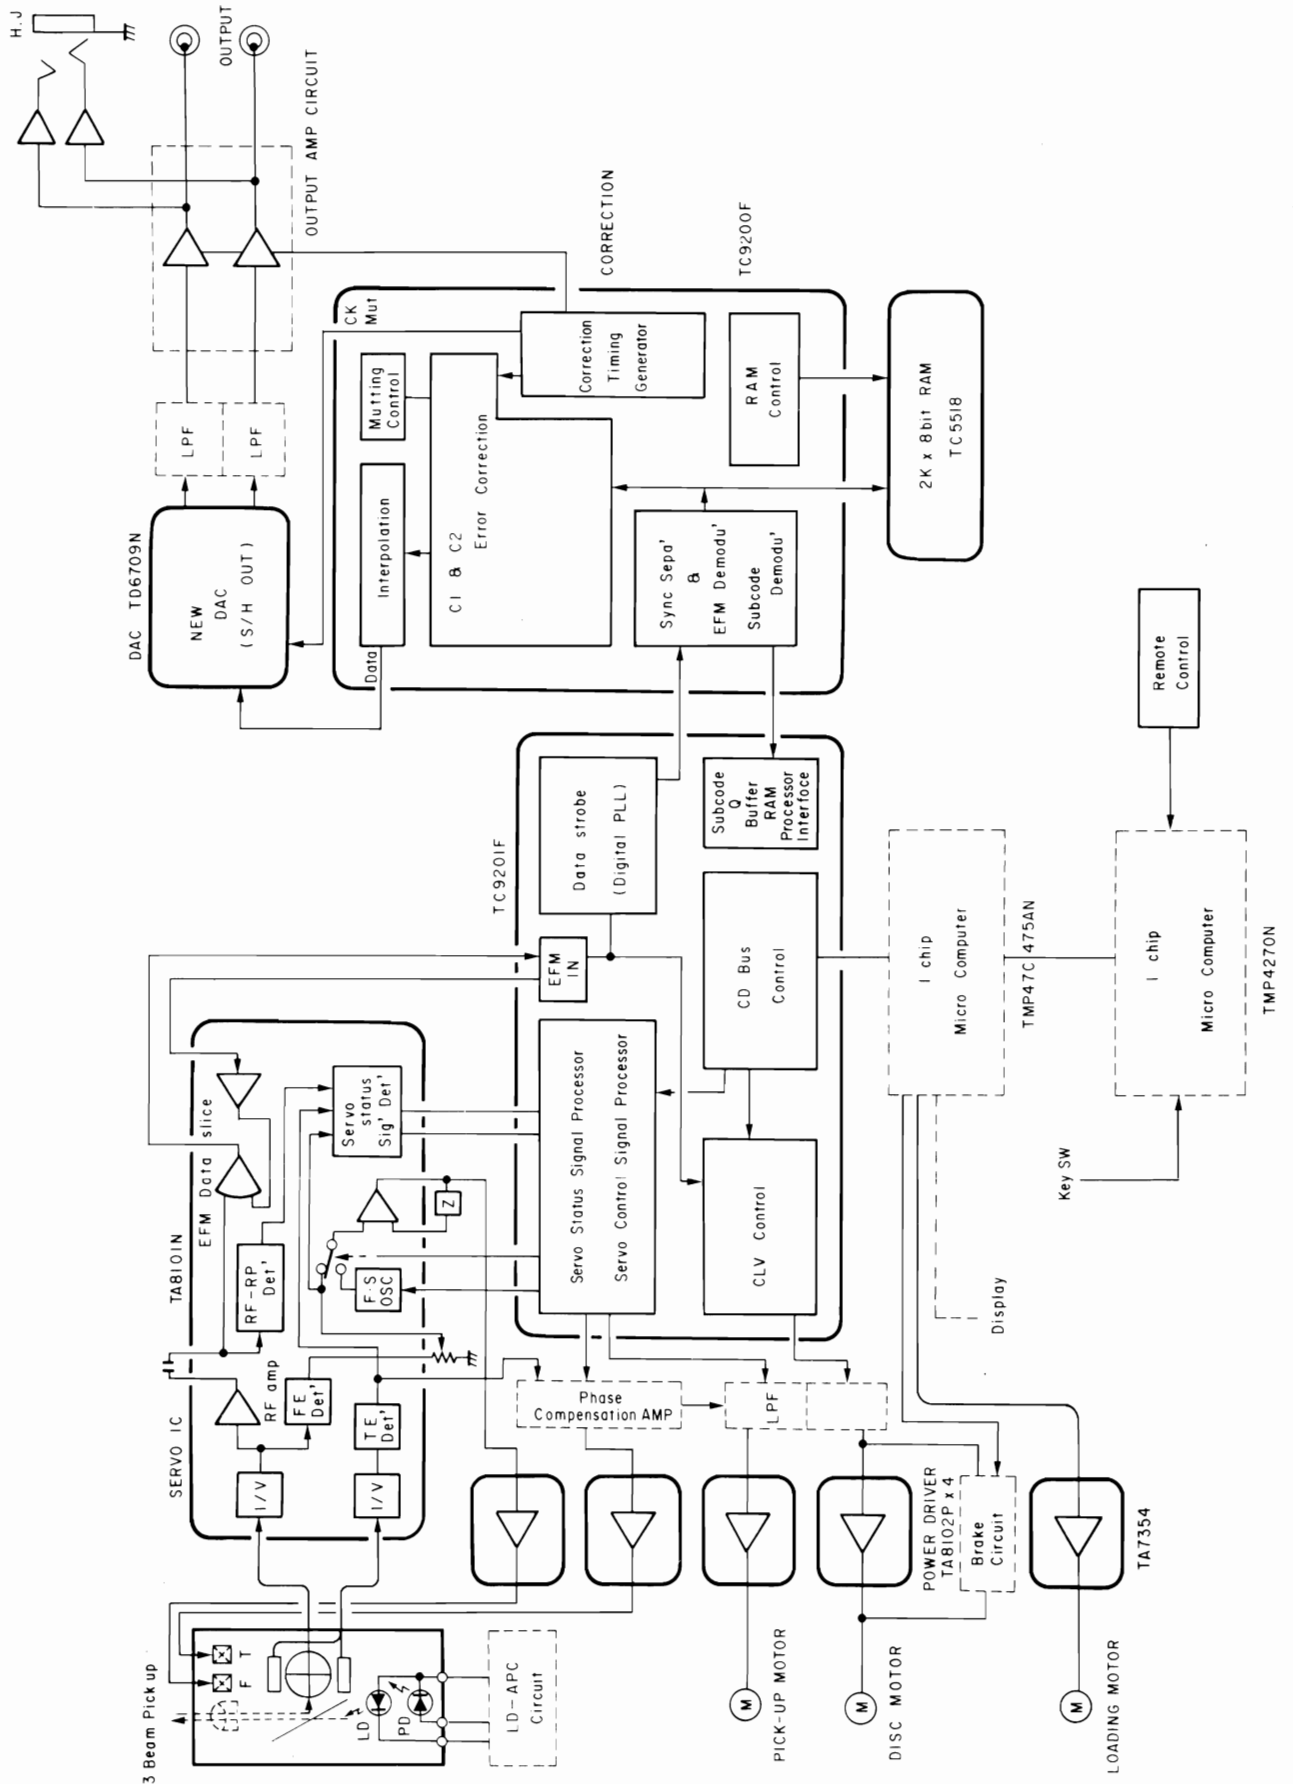 3 Beam Pickup
F
T
LD
PD
LD-APC
Circuit
SERVO IC
TA8101N
I/V
I/V
RF amp
FE
Det'
TE
Det'
RF-RP
Det'
EFM Data slice
F·S
OSC
Z
Servo
status
Sig' Det'
Phase
Compensation AMP
LPF
POWER DRIVER
TA8102P x 4
Brake
Circuit
TA7354
M
PICK-UP MOTOR
M
DISC MOTOR
M
LOADING MOTOR
TC9201F
EFM
IN
Data strobe
(Digital PLL)
Servo Status Signal Processor
Servo Control Signal Processor
CLV Control
CD Bus
Control
Subcode
Q
Buffer
RAM
Processor
Interface
Display
Key SW
1 chip
Micro Computer
TMP47C 475AN
1 chip
Micro Computer
TMP4270N
Remote
Control
DAC TD6709N
NEW
DAC
(S/H OUT)
LPF
LPF
OUTPUT AMP CIRCUIT
OUTPUT
H.J
CORRECTION
TC9200F
Data
CK
Mut
Interpolation
Mutting
Control
C1 & C2
Error Correction
Correction
Timing
Generator
Sync Sepa'
&
EFM Demodu'
Subcode
Demodu'
RAM
Control
2K x 8bit RAM
TC5518